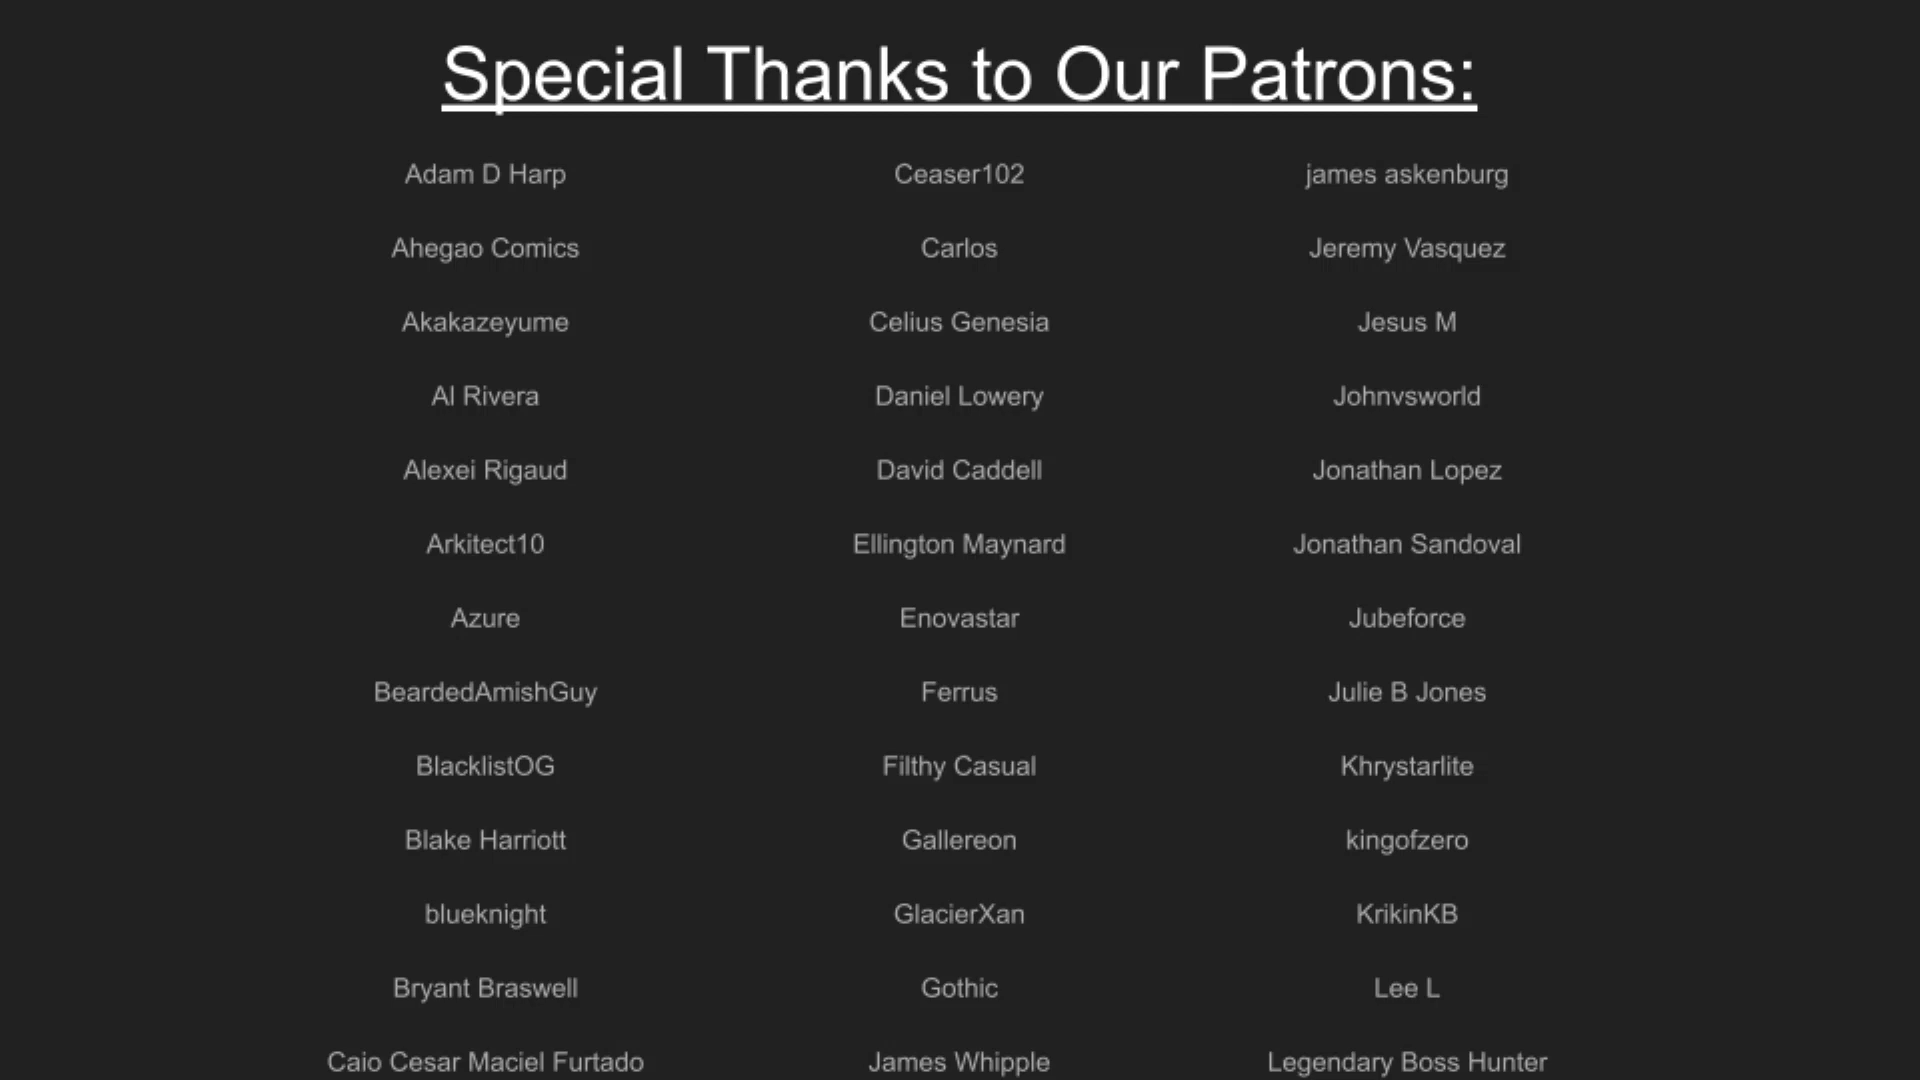 Special Thanks to Our Patrons:
Adam D Harp
Ahegao Comics
Akakazeyume
Al Rivera
Alexei Rigaud
Arkitect10
Azure
BeardedAmishGuy
BlacklistOG
Blake Harriott
blueknight
Bryant Braswell
Caio Cesar Maciel Furtado
Ceaser102
Carlos
Celius Genesia
Daniel Lowery
David Caddell
Ellington Maynard
Enovastar
Ferrus
Filthy Casual
Gallereon
GlacierXan
Gothic
James Whipple
james askenburg
Jeremy Vasquez
Jesus M
Johnvsworld
Jonathan Lopez
Jonathan Sandoval
Jubeforce
Julie B Jones
Khrystarlite
kingofzero
KrikinKB
Lee L
Legendary Boss Hunter